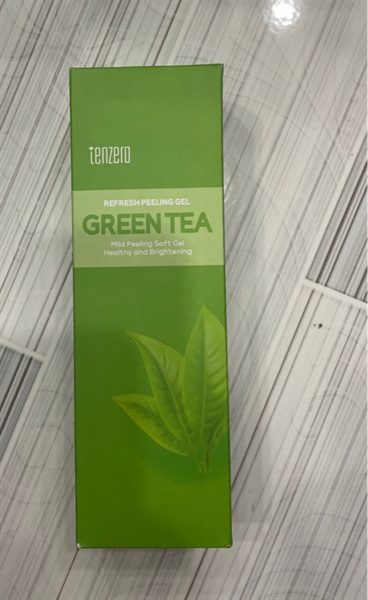 tenzero
REFRESH PEELING GEL
GREEN TEA
Mild Peeling Soft Gel
Healthy and Brightening